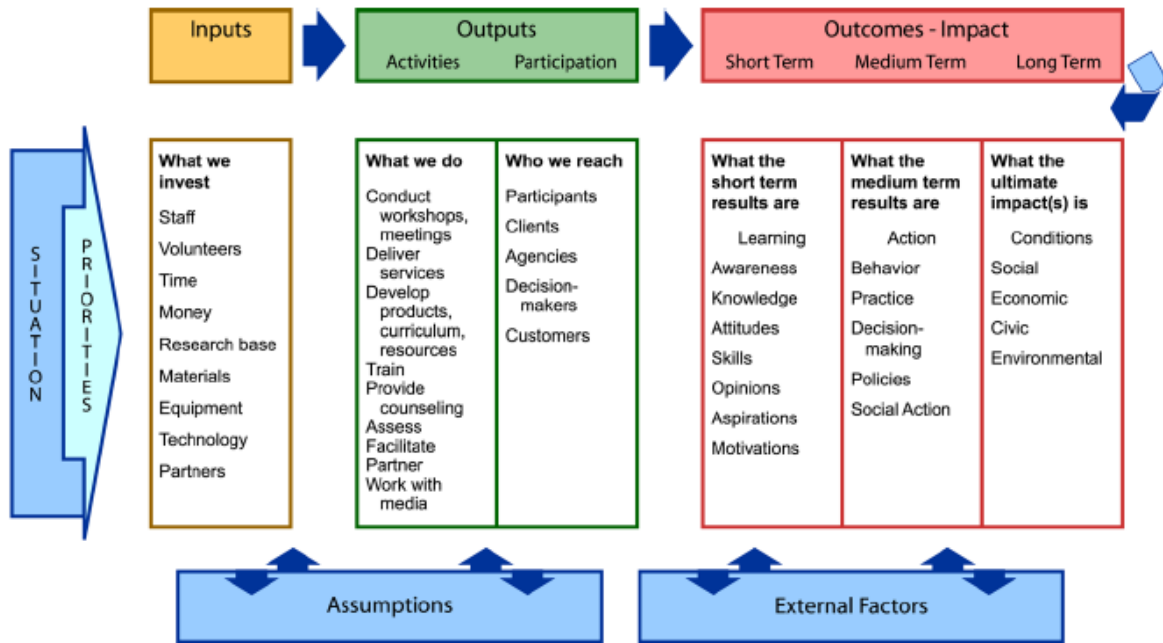 Inputs
Outputs
Activities
Participation
Outcomes - Impact
Short Term
Medium Term
Long Term
SITUATION
PRIORITIES
What we
invest
Staff
Volunteers
Time
Money
Research base
Materials
Equipment
Technology
Partners
What we do
Conduct
workshops,
meetings
Deliver
services
Develop
products,
curriculum,
resources
Train
Provide
counseling
Assess
Facilitate
Partner
Work with
media
Who we reach
Participants
Clients
Agencies
Decision-
makers
Customers
What the
short term
results are
Learning
Awareness
Knowledge
Attitudes
Skills
Opinions
Aspirations
Motivations
What the
medium term
results are
Action
Behavior
Practice
Decision-
making
Policies
Social Action
What the
ultimate
impact(s) is
Conditions
Social
Economic
Civic
Environmental
Assumptions
External Factors